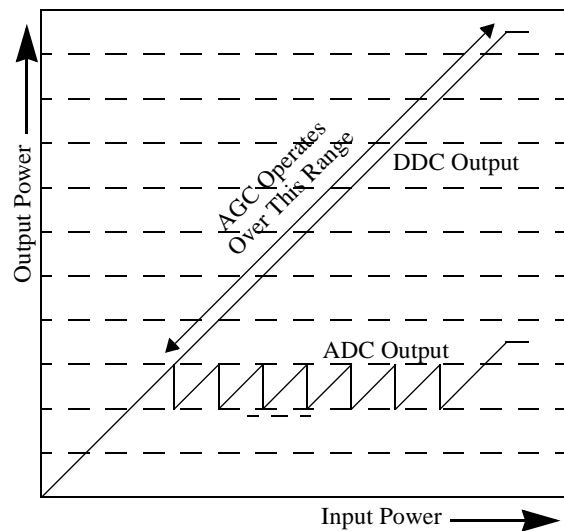 Output Power
AGC Operates
Over This Range
DDC Output
ADC Output
Input Power